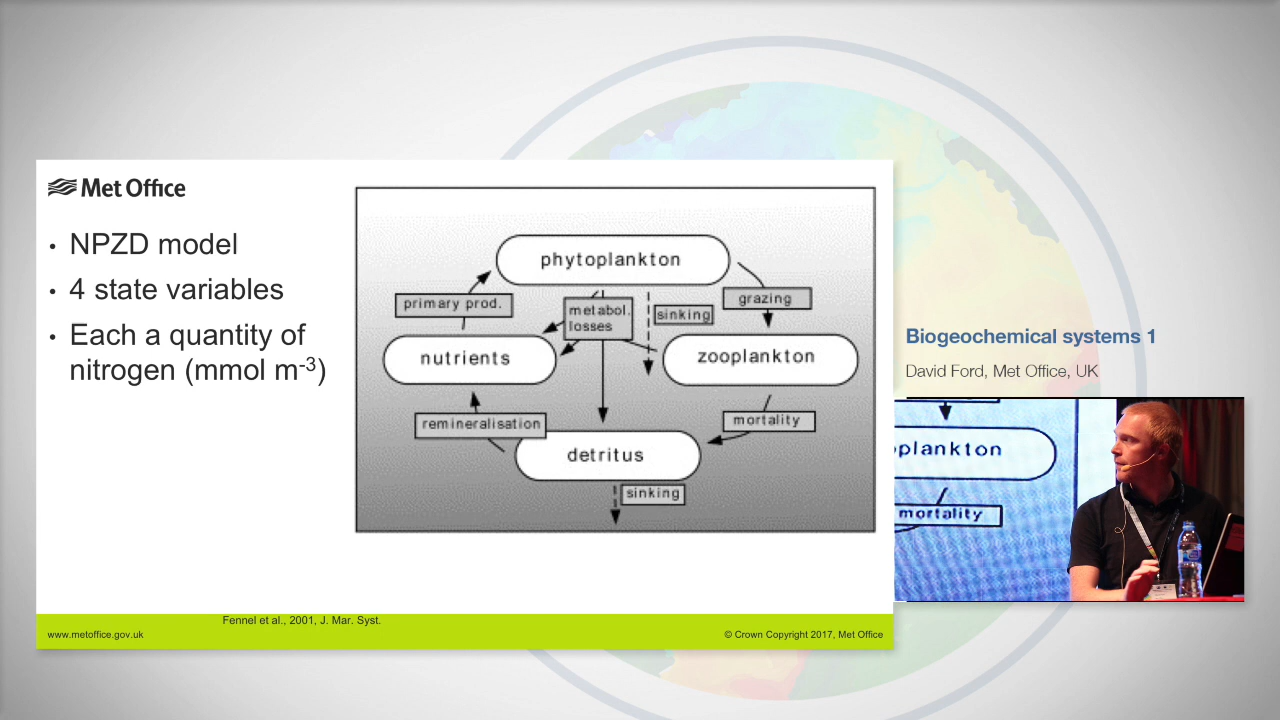 Met Office
• NPZD model
• 4 state variables
• Each a quantity of
nitrogen (mmol m-3)
phytoplankton
primary prod.
metabol.
losses
sinking
grazing
nutrients
zooplankton
remineralisation
mortality
detritus
sinking
Fennel et al., 2001, J. Mar. Syst.
www.metoffice.gov.uk
© Crown Copyright 2017, Met Office
Biogeochemical systems 1
David Ford, Met Office, UK
plankton
mortality